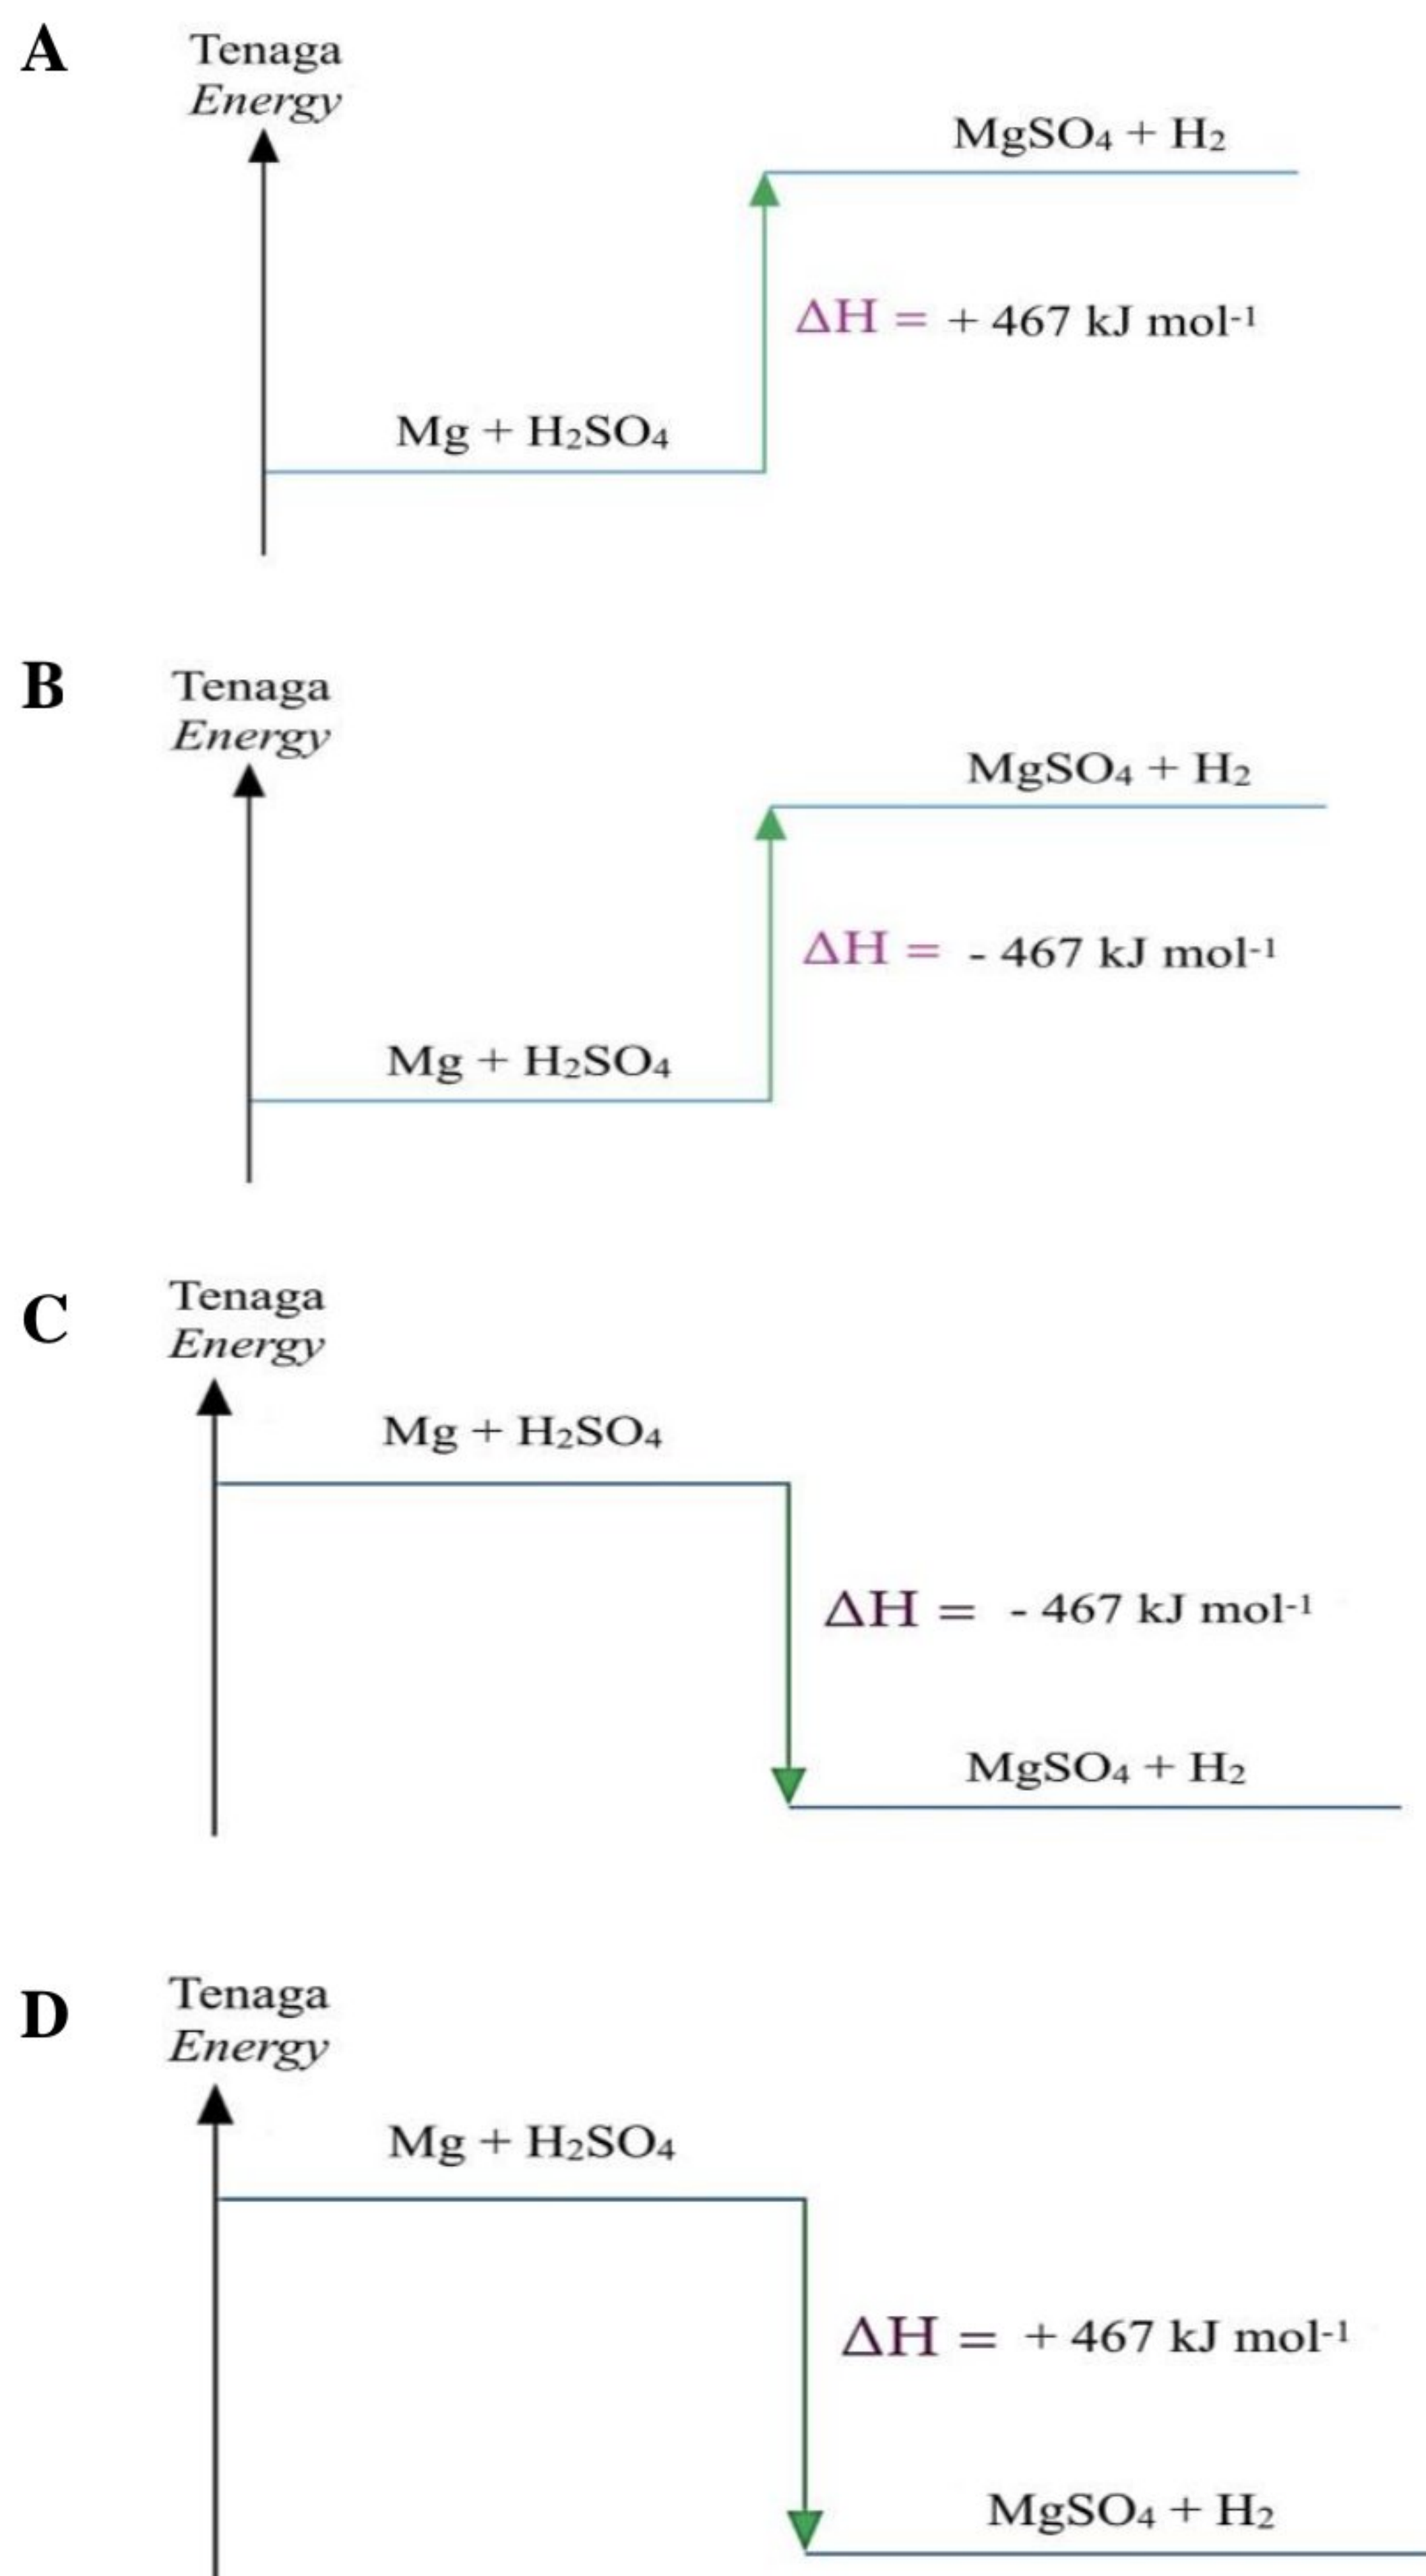 A
Tenaga
Energy
MgSO₄ + H₂
ΔH = + 467 kJ mol⁻¹
Mg + H₂SO₄
B
Tenaga
Energy
MgSO₄ + H₂
ΔH = - 467 kJ mol⁻¹
Mg + H₂SO₄
C
Tenaga
Energy
Mg + H₂SO₄
ΔH = - 467 kJ mol⁻¹
MgSO₄ + H₂
D
Tenaga
Energy
Mg + H₂SO₄
ΔH = + 467 kJ mol⁻¹
MgSO₄ + H₂